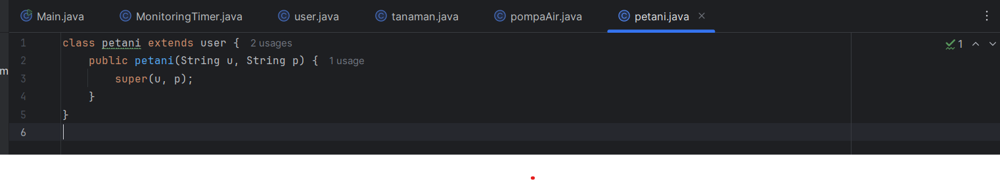 Main.java MonitoringTimer.java user.java tanaman.java pompaAir.java petani.java
1 class petani extends user { 2 usages
2 public petani(String u, String p) { 1 usage
3 super(u, p);
4 }
5 }
6
1
m